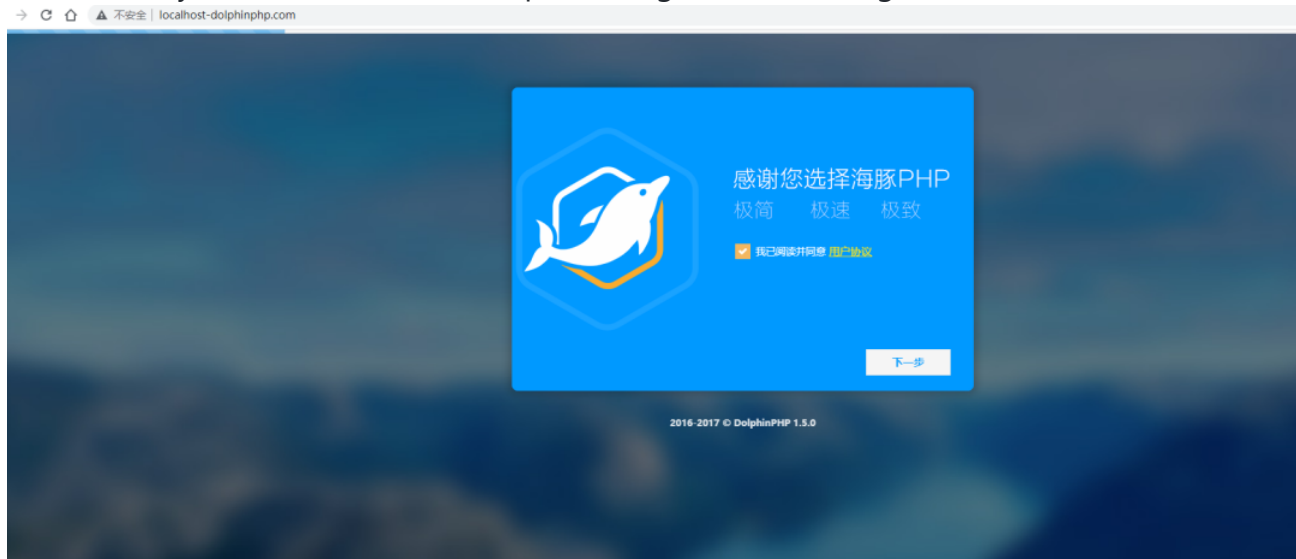 不安全 | localhost-dolphinphp.com
感谢您选择海豚PHP
极简 极速 极致
我已阅读并同意 用户协议
下一步
2016-2017 © DolphinPHP 1.5.0